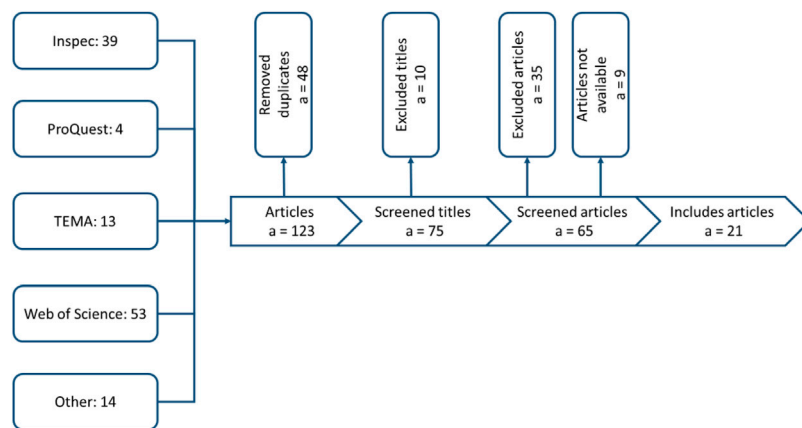 Inspec: 39
ProQuest: 4
TEMA: 13
Web of Science: 53
Other: 14
Removed
duplicates
a = 48
Excluded titles
a = 10
Excluded articles
a = 35
Articles not
available
a = 9
Articles
a = 123
Screened titles
a = 75
Screened articles
a = 65
Includes articles
a = 21